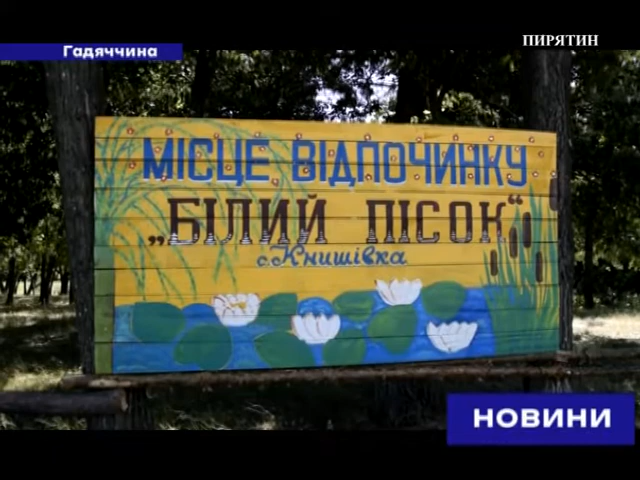 Гадяччина
ПИРЯТИН
МІСЦЕ ВІДПОЧИНКУ
„БІЛИЙ ПІСОК“
с. Книшівка
НОВИНИ